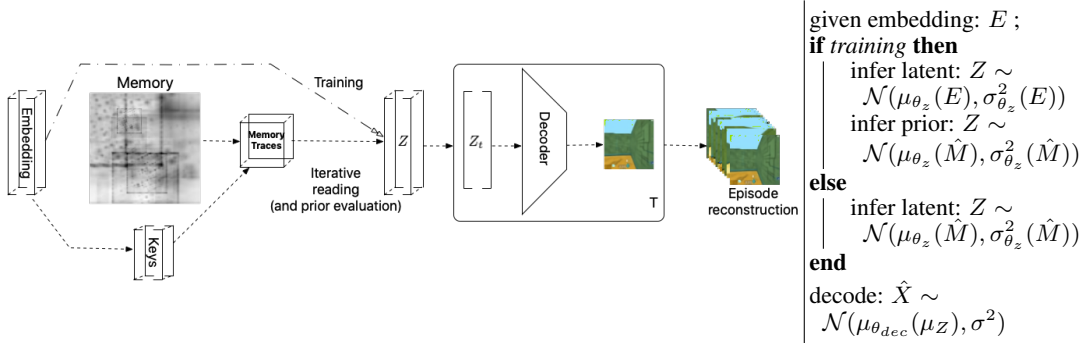 Embedding
Memory
Training
Memory
Traces
Keys
Iterative
reading
(and prior evaluation)
Z
Z_t
Decoder
T
Episode
reconstruction
given embedding: E ;
if training then
infer latent: Z ∼
𝒩(μ_{θ_z}(E), σ²_{θ_z}(E))
infer prior: Z ∼
𝒩(μ_{θ_z}(M̂), σ²_{θ_z}(M̂))
else
infer latent: Z ∼
𝒩(μ_{θ_z}(M̂), σ²_{θ_z}(M̂))
end
decode: X̂ ∼
𝒩(μ_{θ_{dec}}(μ_Z), σ²)